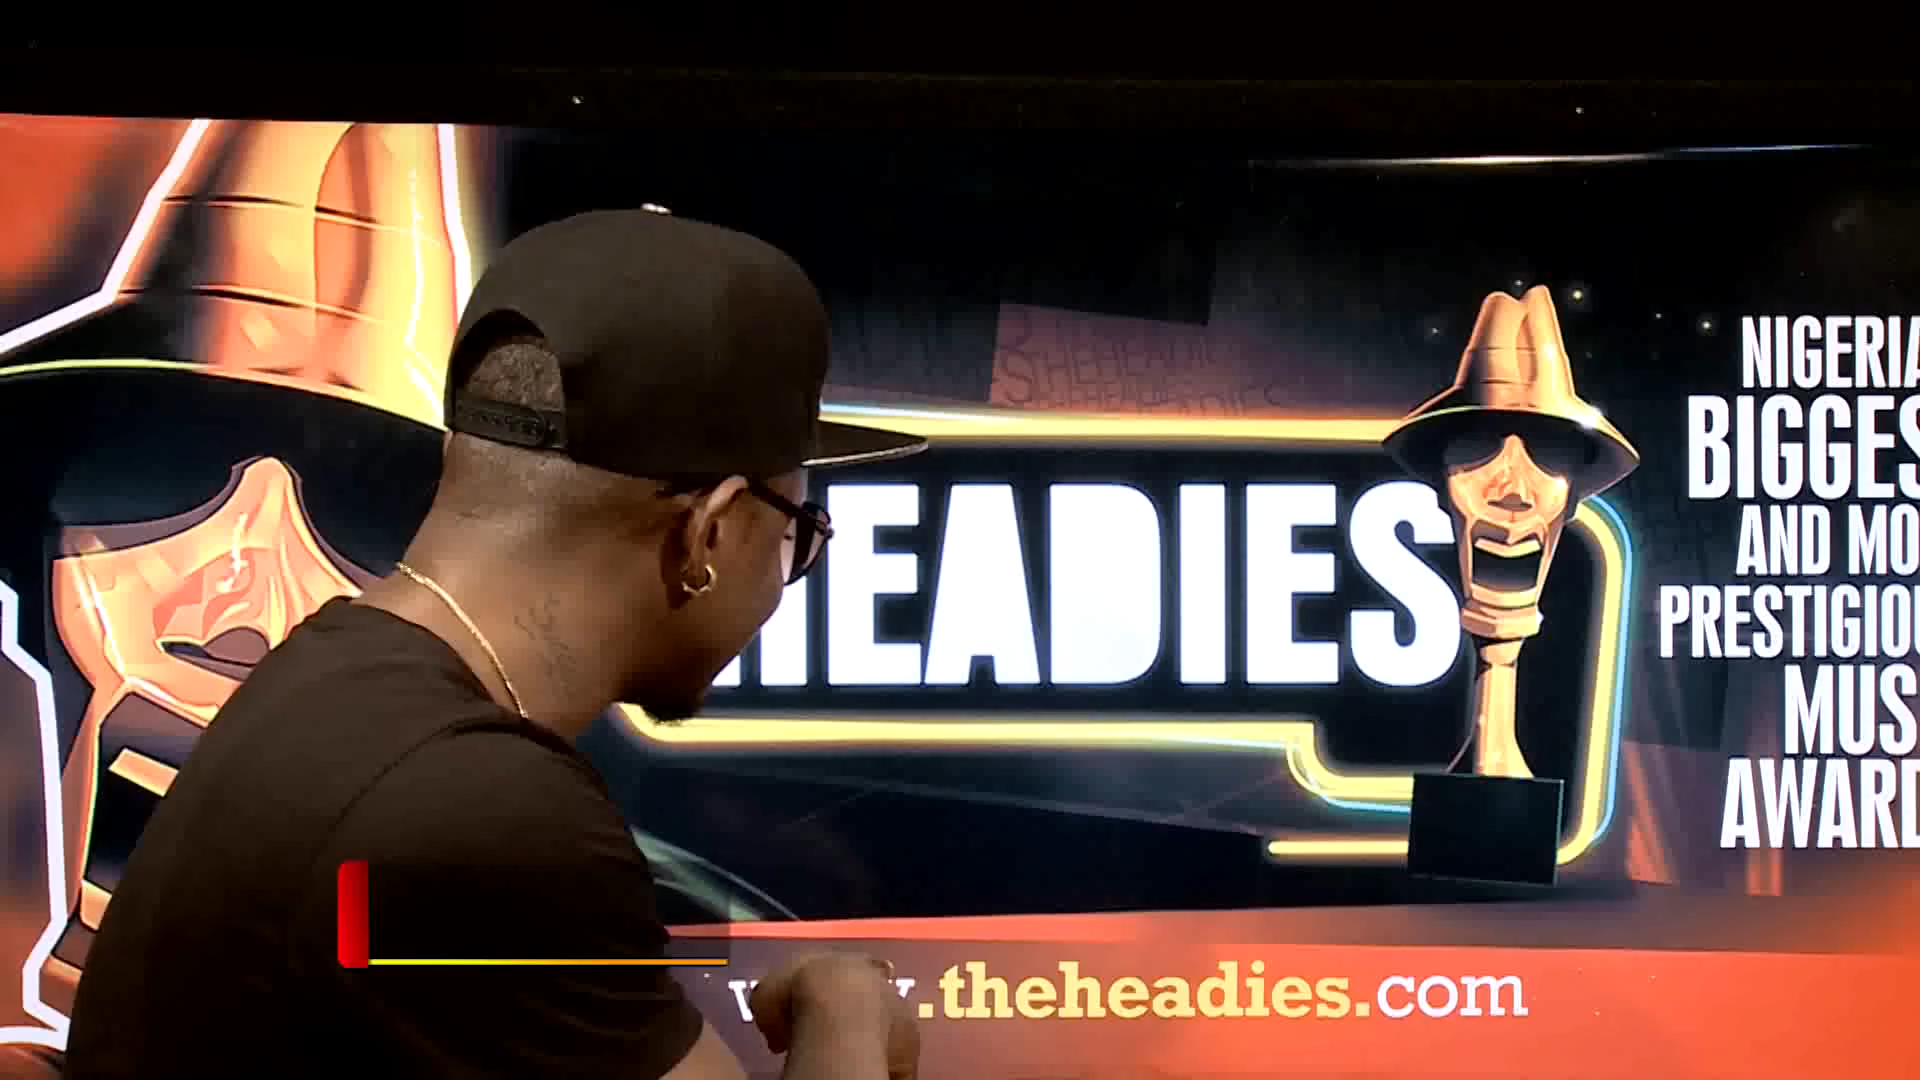 HEADIES
NIGERIA
BIGGES
AND MO
PRESTIGIOU
MUS
AWARD
.theheadies.com